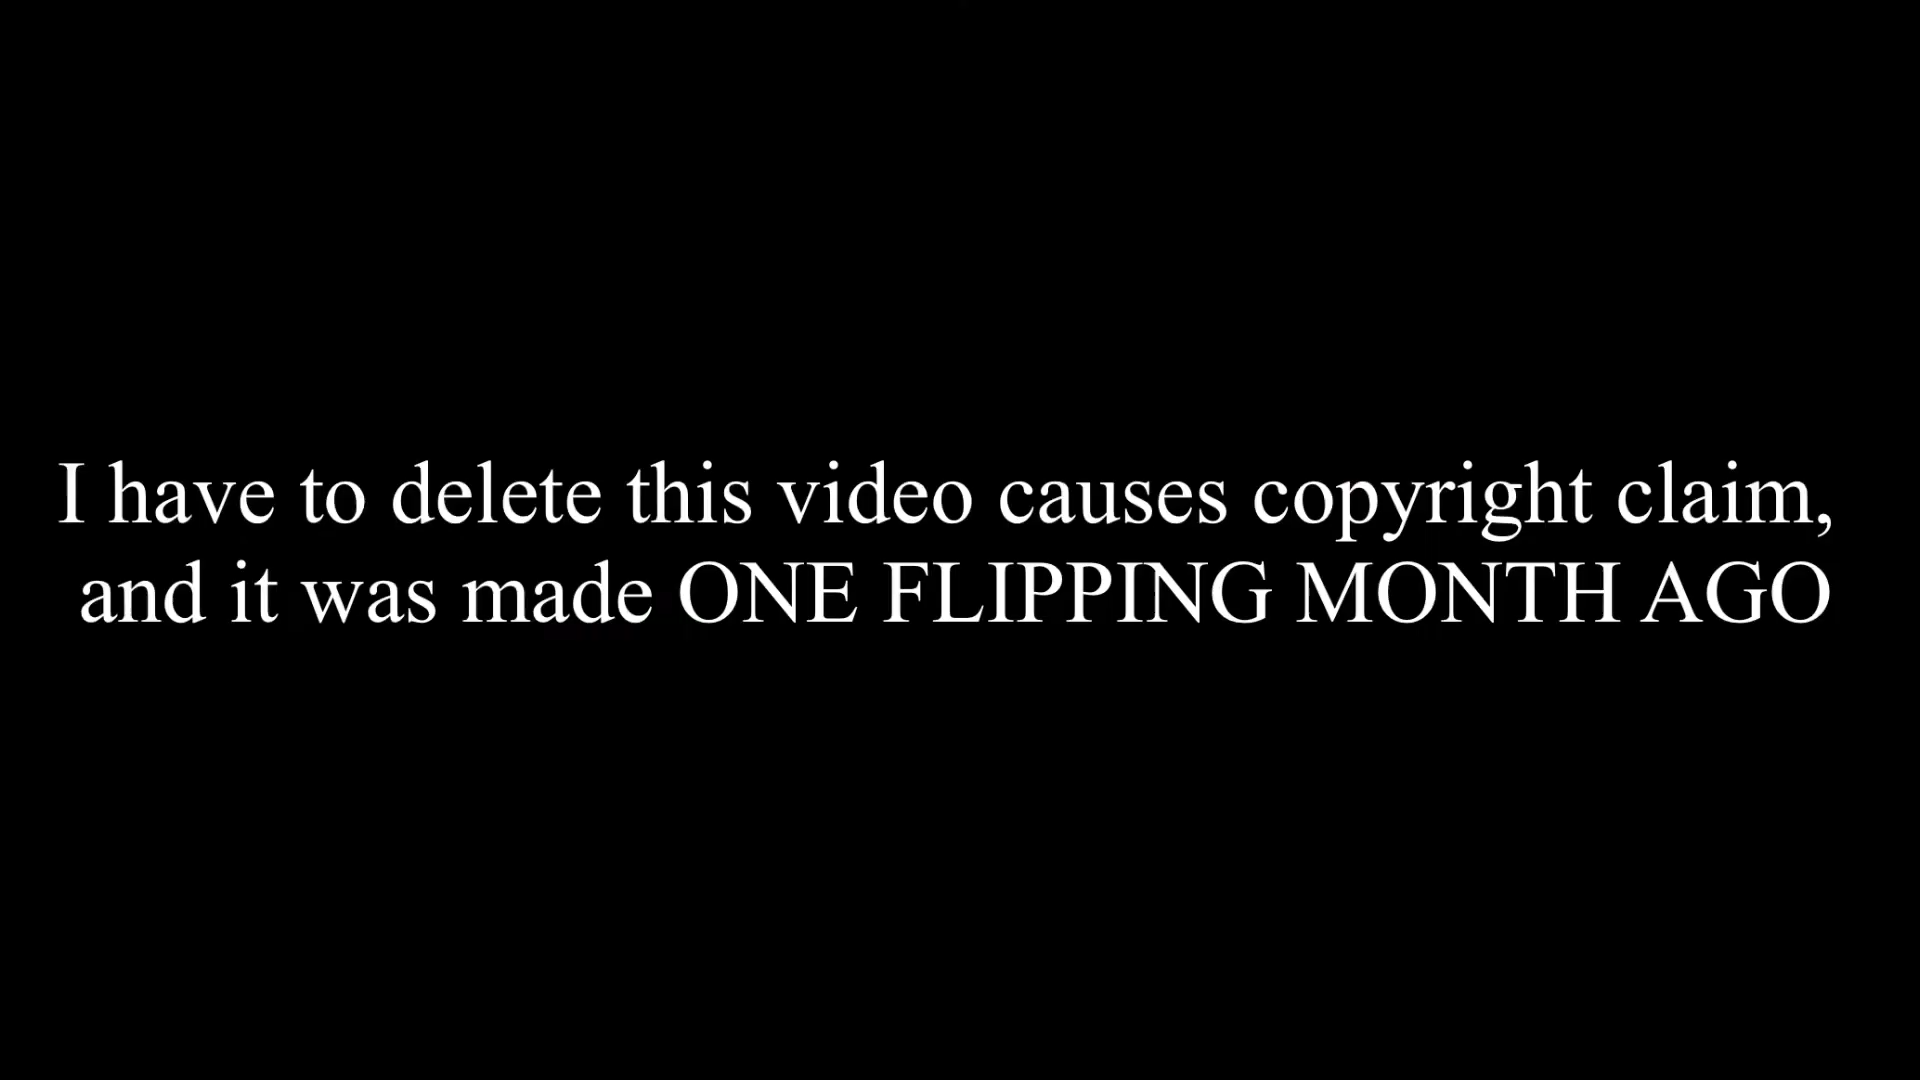 I have to delete this video causes copyright claim,
and it was made ONE FLIPPING MONTH AGO